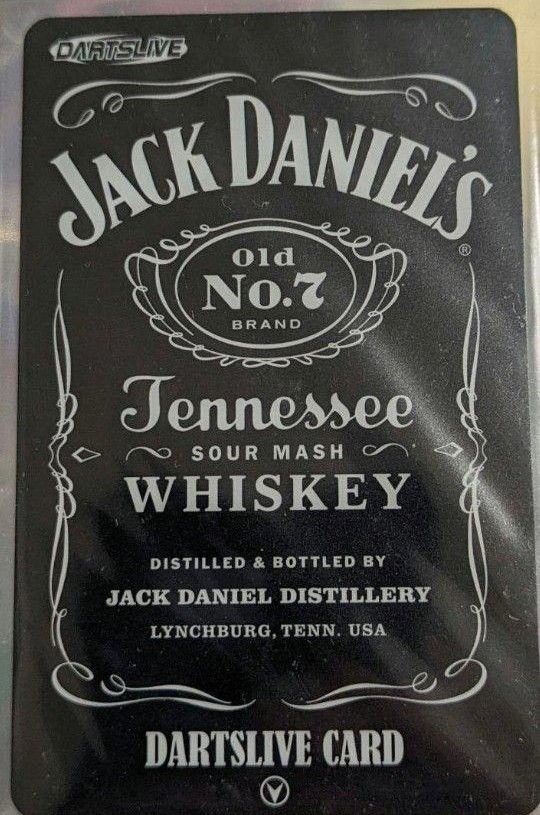 DARTSLIVE
JACK DANIEL'S
®
Old
No.7
BRAND
Tennessee
SOUR MASH
WHISKEY
DISTILLED & BOTTLED BY
JACK DANIEL DISTILLERY
LYNCHBURG, TENN. USA
DARTSLIVE CARD